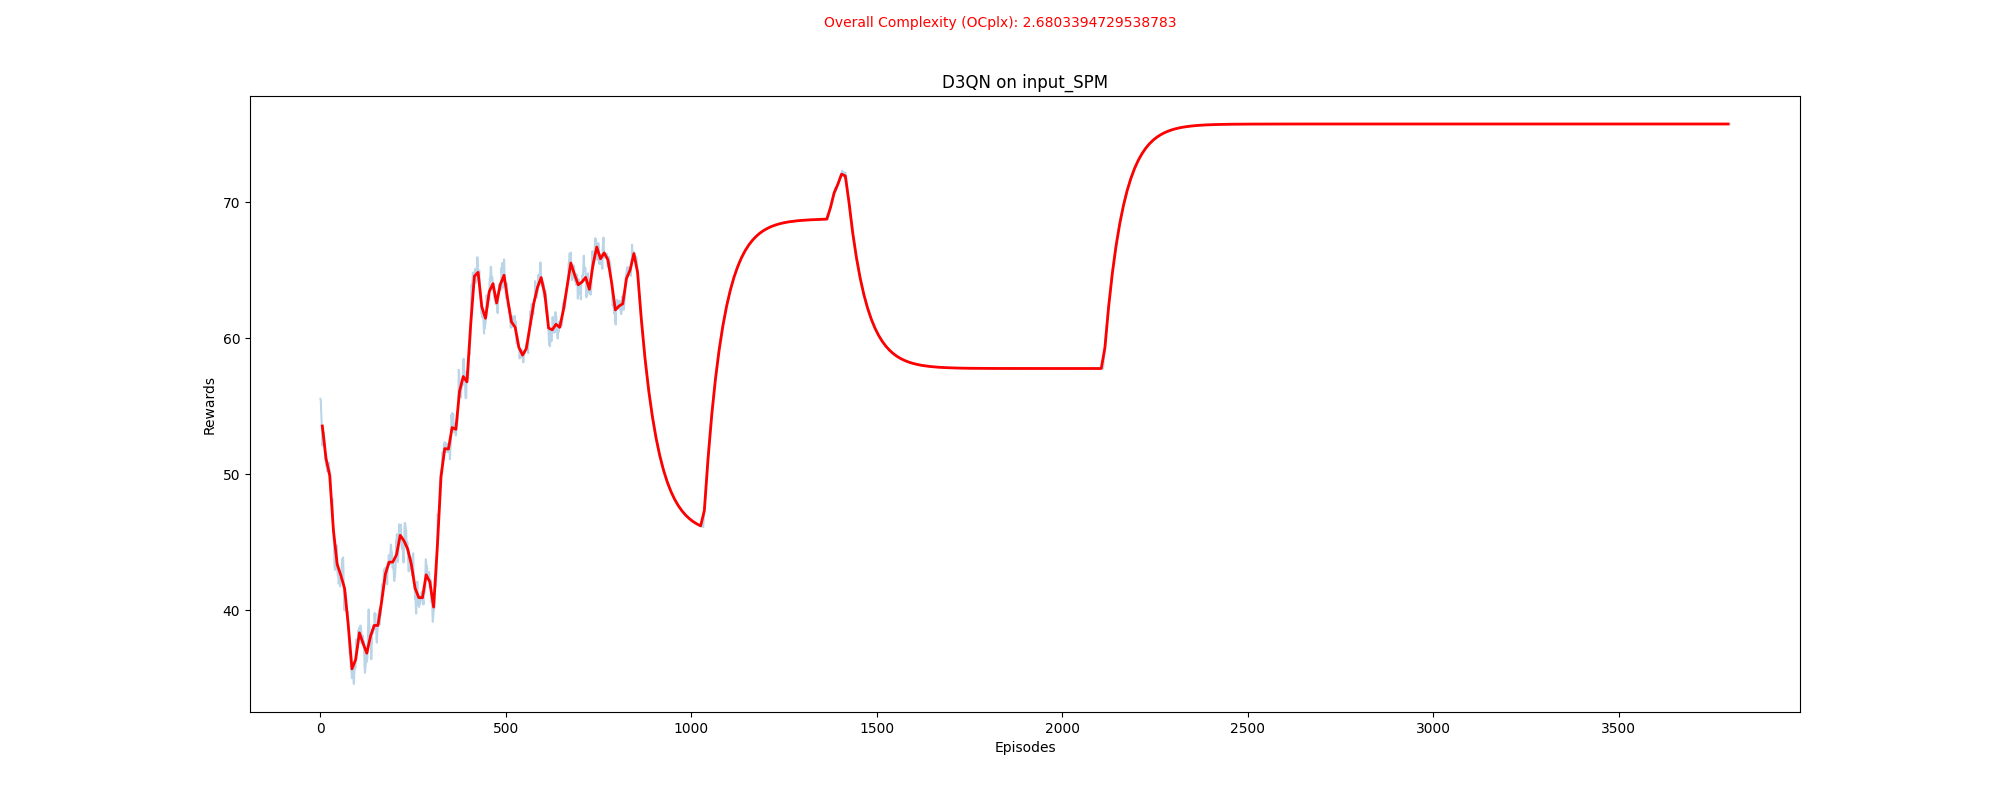 Overall Complexity (OCplx): 2.6803394729538783
D3QN on input_SPM
Rewards
70
60
50
40
0 500 1000 1500 2000 2500 3000 3500
Episodes